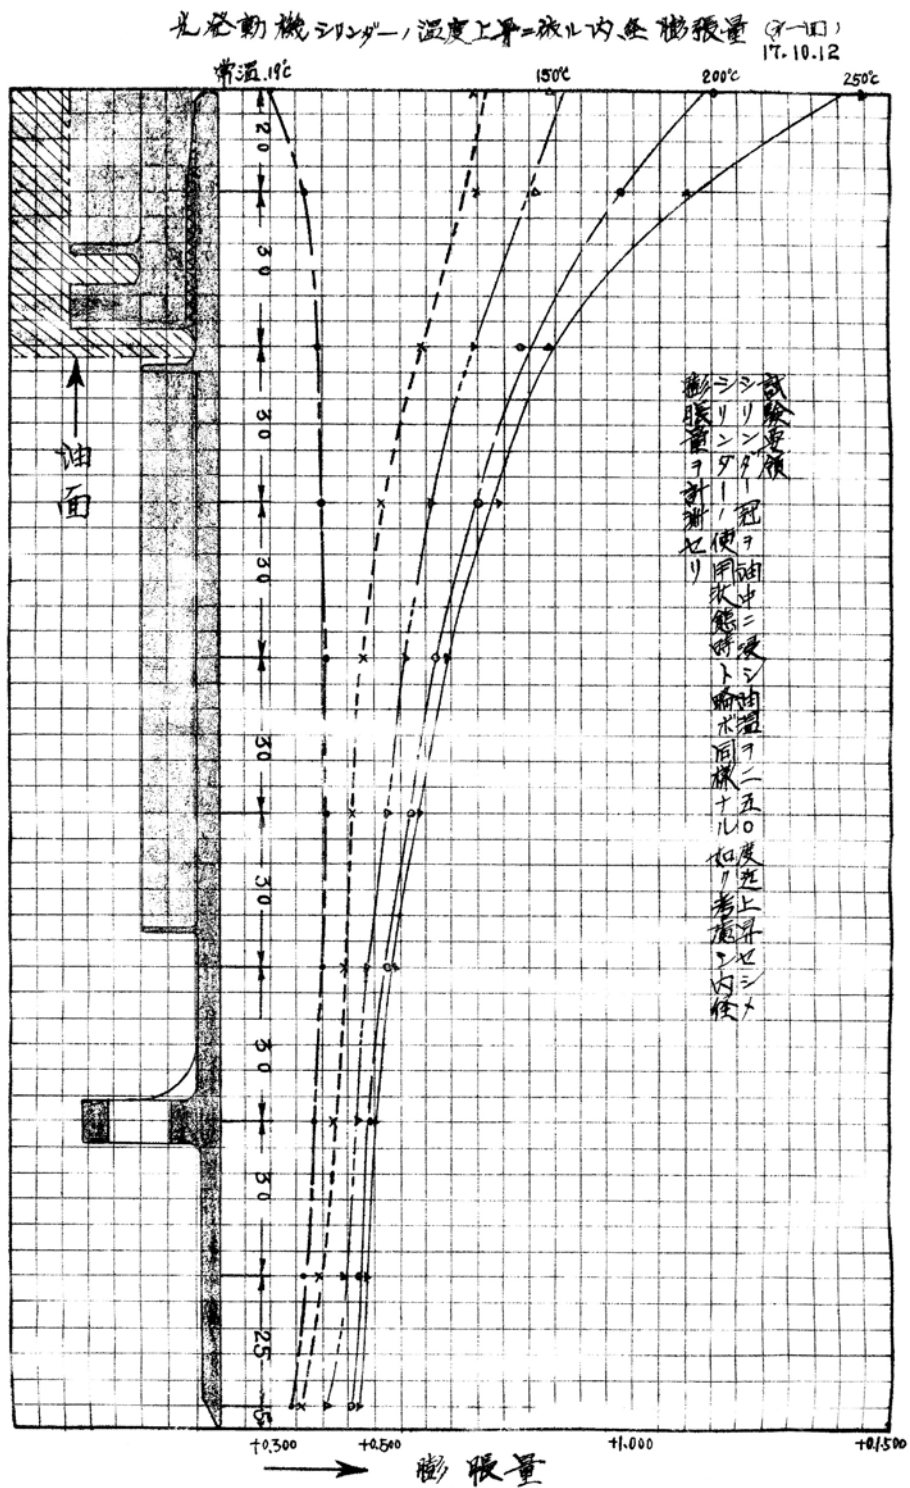 光発動機シリンダーノ温度上昇ニ依ル内径膨張量 (第一回)
17.10.12
常温 19℃
150℃
200℃
250℃
20
30
30
30
30
30
30
30
25
5
油面
試験要領
シリンダー冠ヲ油中ニ浸シ油温ヲ二五〇度迄上昇セシメ
シリンダーノ使用状態時ト略ボ同様ナル如ク考慮シ内径
膨脹量ヲ計測セリ
+0.300
+0.500
+1.000
+0.1500
膨脹量